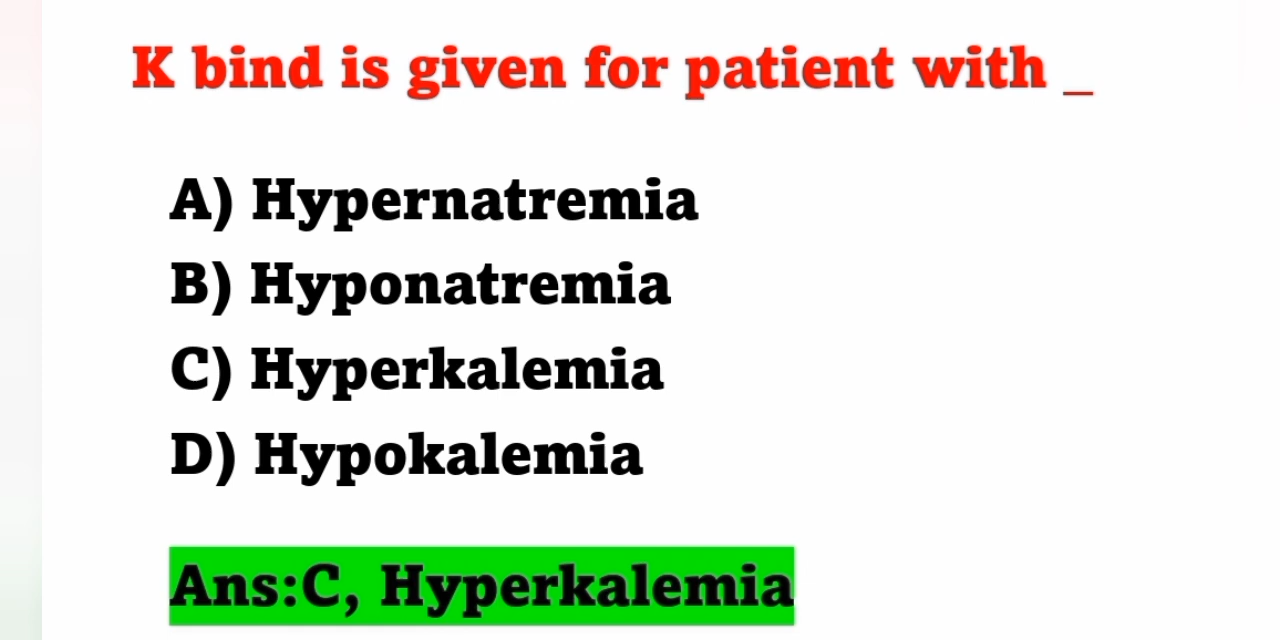 K bind is given for patient with _
A) Hypernatremia
B) Hyponatremia
C) Hyperkalemia
D) Hypokalemia
Ans:C, Hyperkalemia